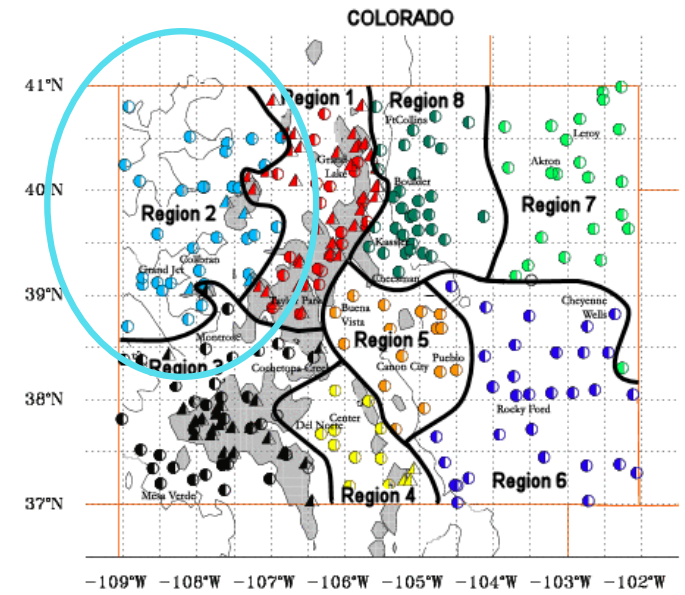 COLORADO
41°N
Region 1
Region 8
FtCollins
Leroy
Grand
Lake
Akron
40°N
Boulder
Region 2
Region 7
Kassler
Collbran
Grand Jct
Cheesman
39°N
Taylor Park
Buena
Vista
Cheyenne
Wells
Montrose
Region 5
Region 3
Cochetopa Creek
Canon City
Pueblo
38°N
Rocky Ford
Center
Del Norte
Region 6
Mesa Verde
Region 4
37°N
-109°W -108°W -107°W -106°W -105°W -104°W -103°W -102°W